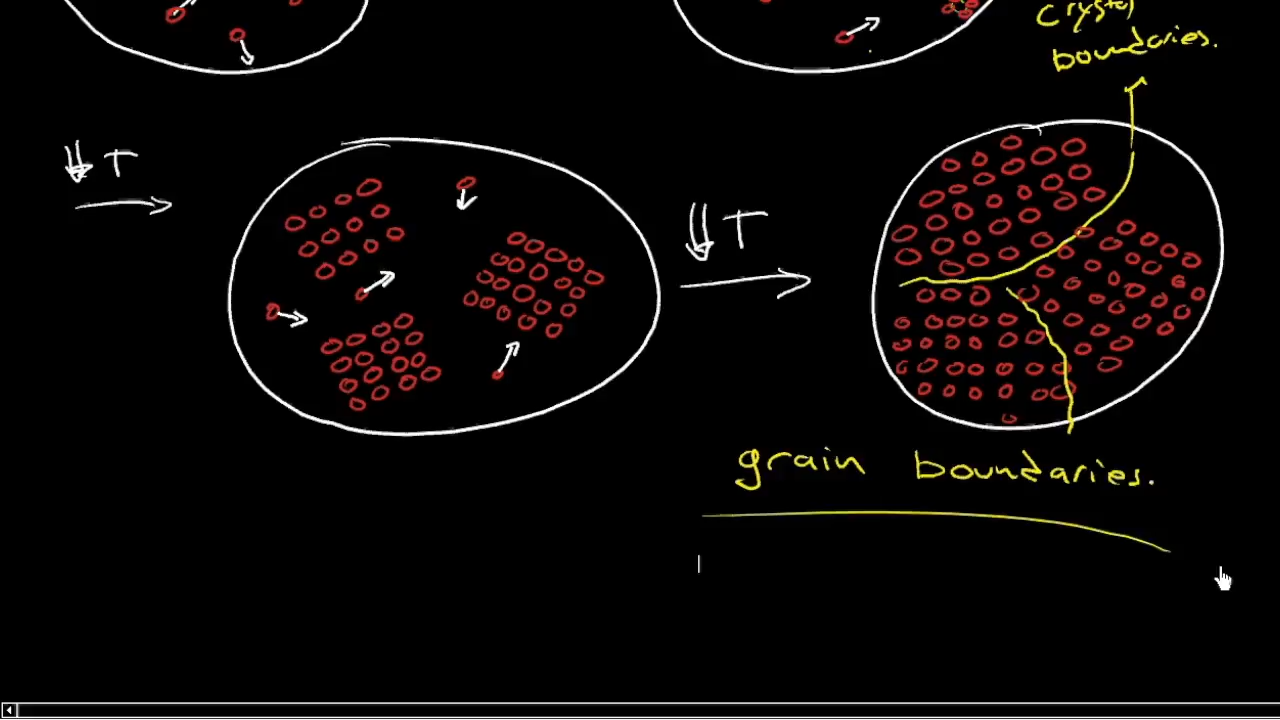 crystal
boundaries.
↓↓ T
↓↓ T
grain boundaries.